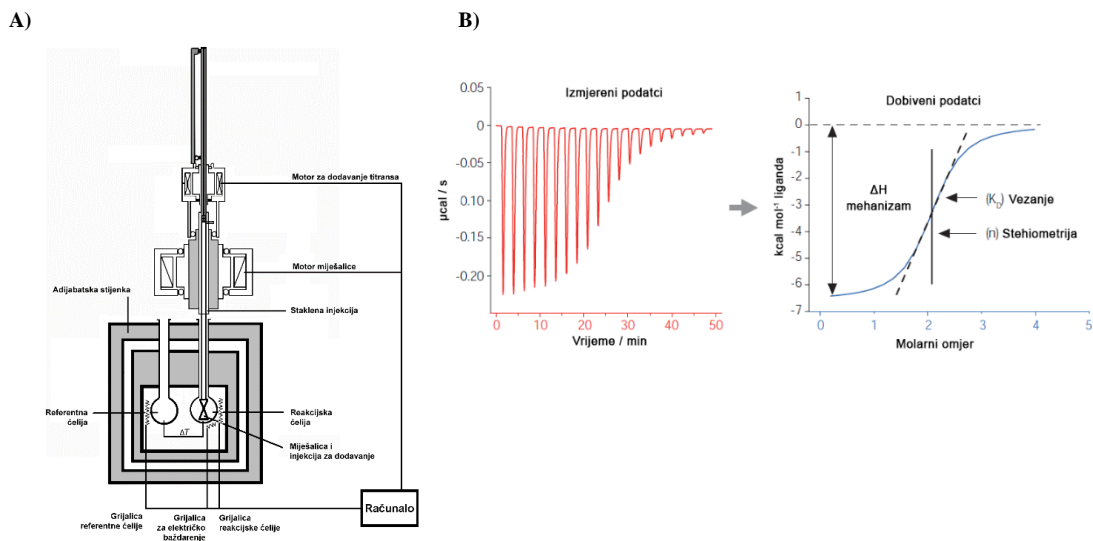 A)
Motor za dodavanje titransa
Motor miješalice
Adijabatska stijenka
Staklena injekcija
Referentna
ćelija
Reakcijska
ćelija
ΔT
Miješalica i
injekcija za dodavanje
Računalo
Grijalica
referentne ćelije
Grijalica
za električko
baždarenje
Grijalica
reakcijske ćelije
B)
Izmjereni podatci
0.05
0
-0.05
-0.10
-0.15
-0.20
µcal / s
0
10
20
30
40
50
Vrijeme / min
Dobiveni podatci
1
0
-1
-2
-3
-4
-5
-6
-7
kcal mol⁻¹ liganda
ΔH
mehanizam
(K_D) Vezanje
(n) Stehiometrija
0
1
2
3
4
5
Molarni omjer